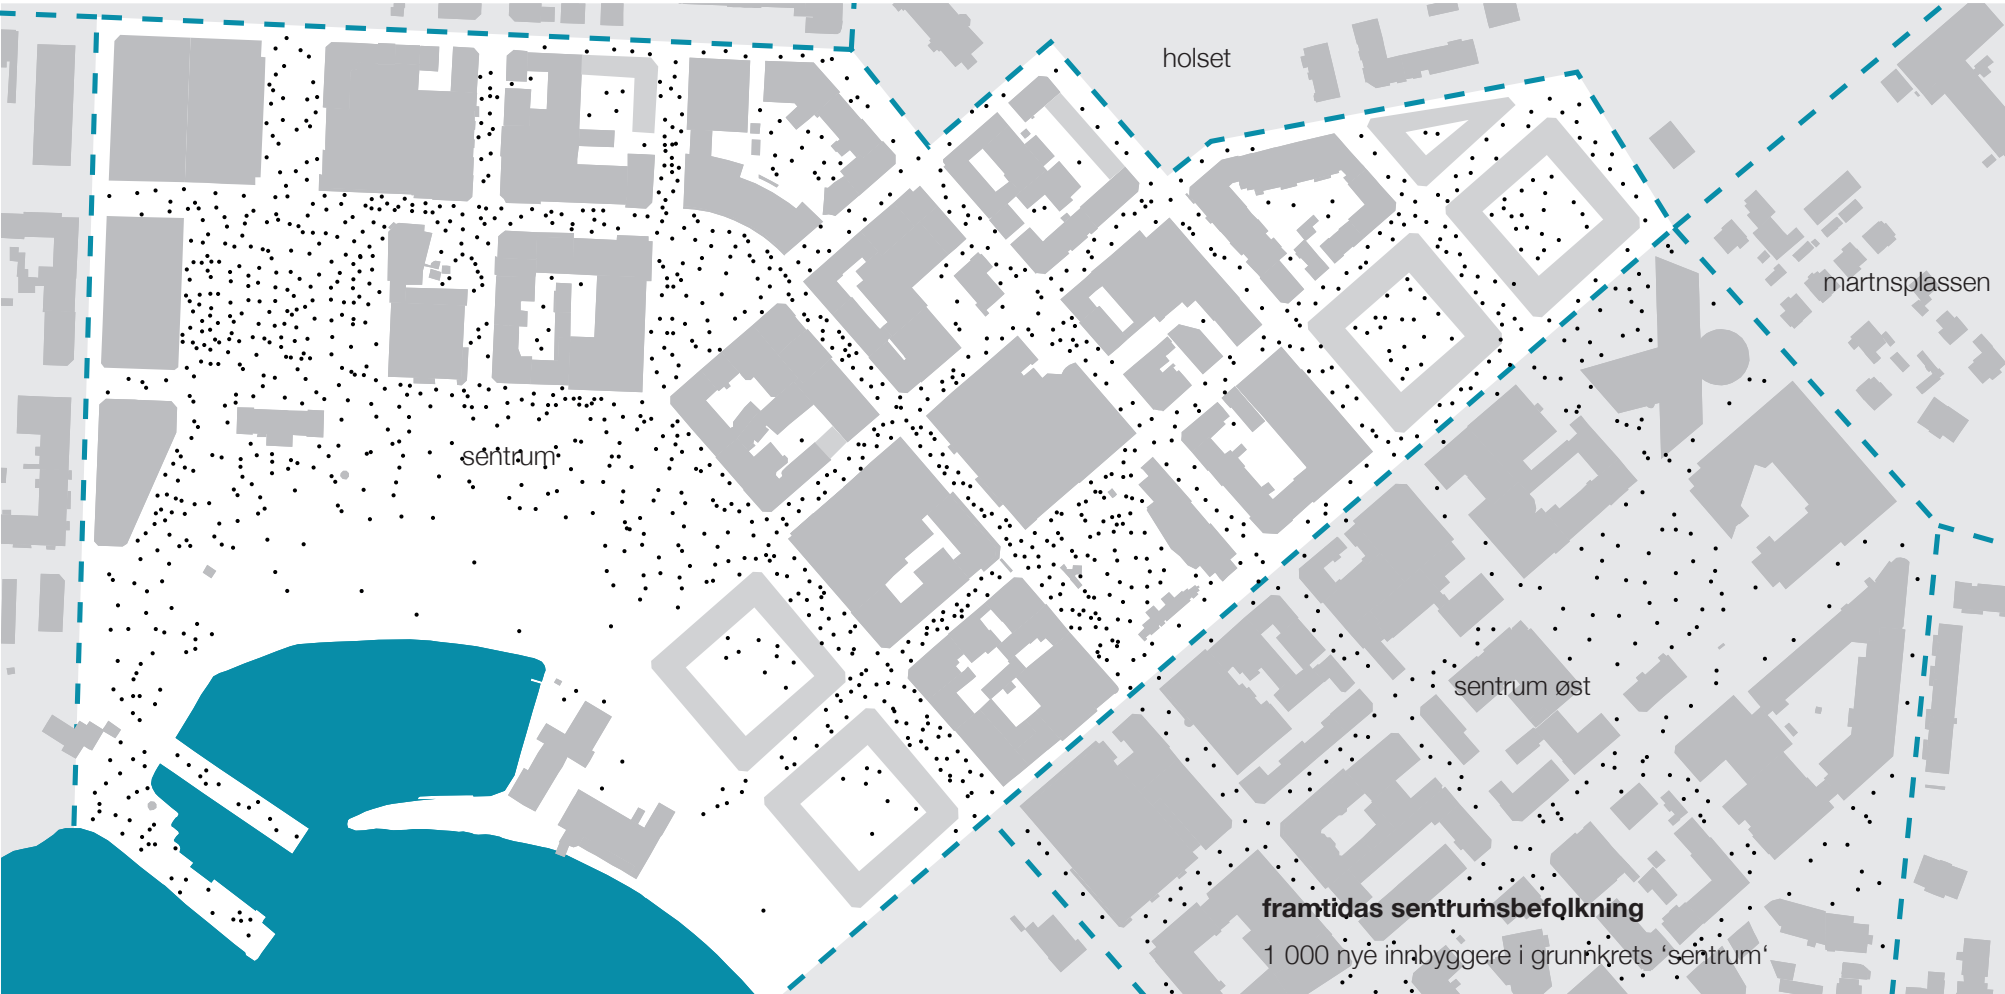 holset
martnsplassen
sentrum
sentrum øst
framtidas sentrumsbefolkning
1 000 nye innbyggere i grunnkrets ‘sentrum‘